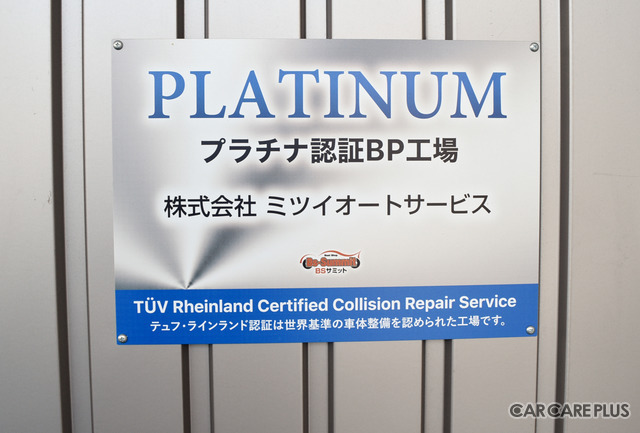 PLATINUM
プラチナ認証BP工場
株式会社 ミツイオートサービス
Be-Summit
BSサミット
TÜV Rheinland Certified Collision Repair Service
テュフ・ラインランド認証は世界基準の車体整備を認められた工場です。
CAR CARE PLUS